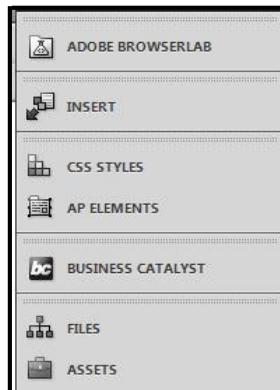 ADOBE BROWSERLAB
INSERT
CSS STYLES
AP ELEMENTS
bc BUSINESS CATALYST
FILES
ASSETS